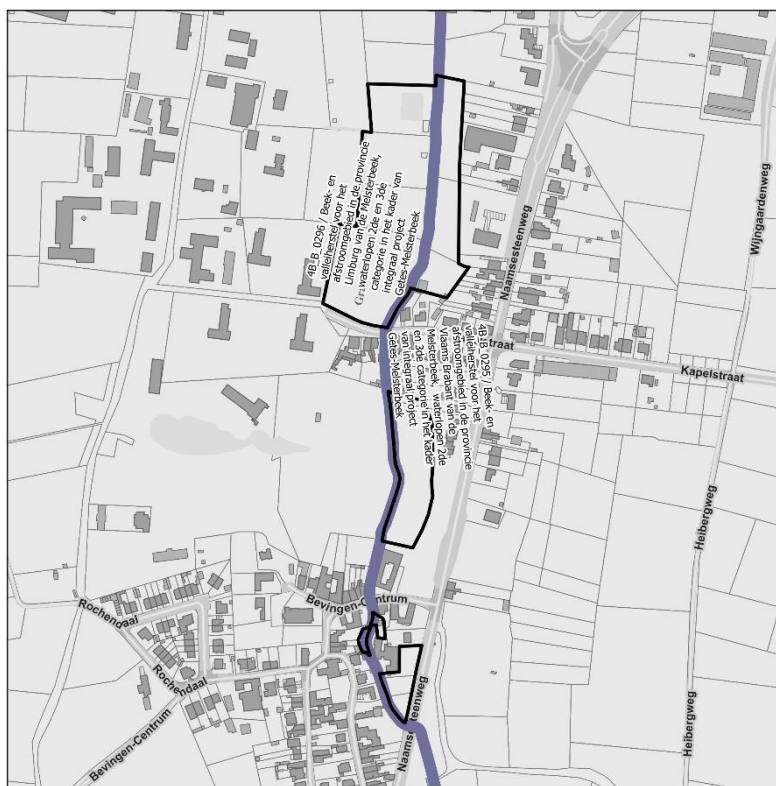 Naamsesteenweg
Wijngaardenweg
4B_B_0296 / Beek- en
valleiherstel voor het
afstroomgebied in de provincie
Limburg van de Melsterbeek,
waterlopen 2de en 3de
categorie in het kader van
integraal project
Getes-Melsterbeek
4B_B_0295 / Beek- en
valleiherstel voor het
afstroomgebied in de provincie
Vlaams-Brabant van de
Melsterbeek, waterlopen 2de
en 3de categorie in het kader
van integraal project
Getes-Melsterbeek
straat
Kapelstraat
Heibergweg
Bevingen-Centrum
Rochendaal
Rochendaal
Bevingen-Centrum
Naamsesteenweg
Heibergweg